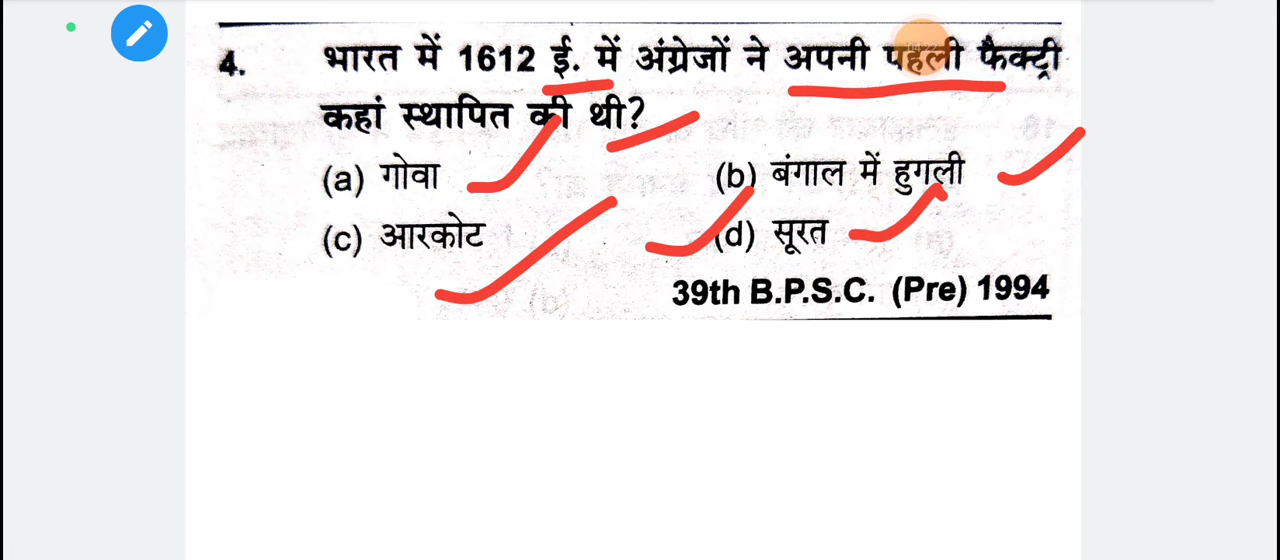 4. भारत में 1612 ई. में अंग्रेजों ने अपनी पहली फैक्ट्री
कहां स्थापित की थी?
(a) गोवा (b) बंगाल में हुगली
(c) आरकोट (d) सूरत
39th B.P.S.C. (Pre) 1994